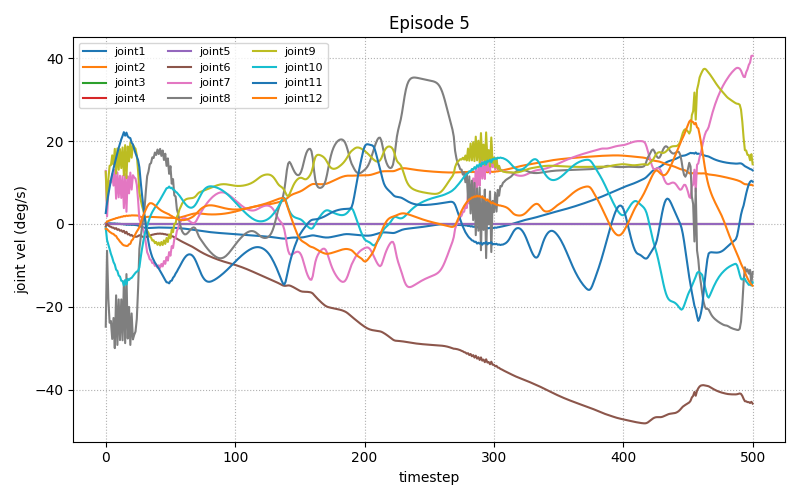 Episode 5
joint vel (deg/s)
40
20
0
−20
−40
joint1
joint2
joint3
joint4
joint5
joint6
joint7
joint8
joint9
joint10
joint11
joint12
0 100 200 300 400 500
timestep